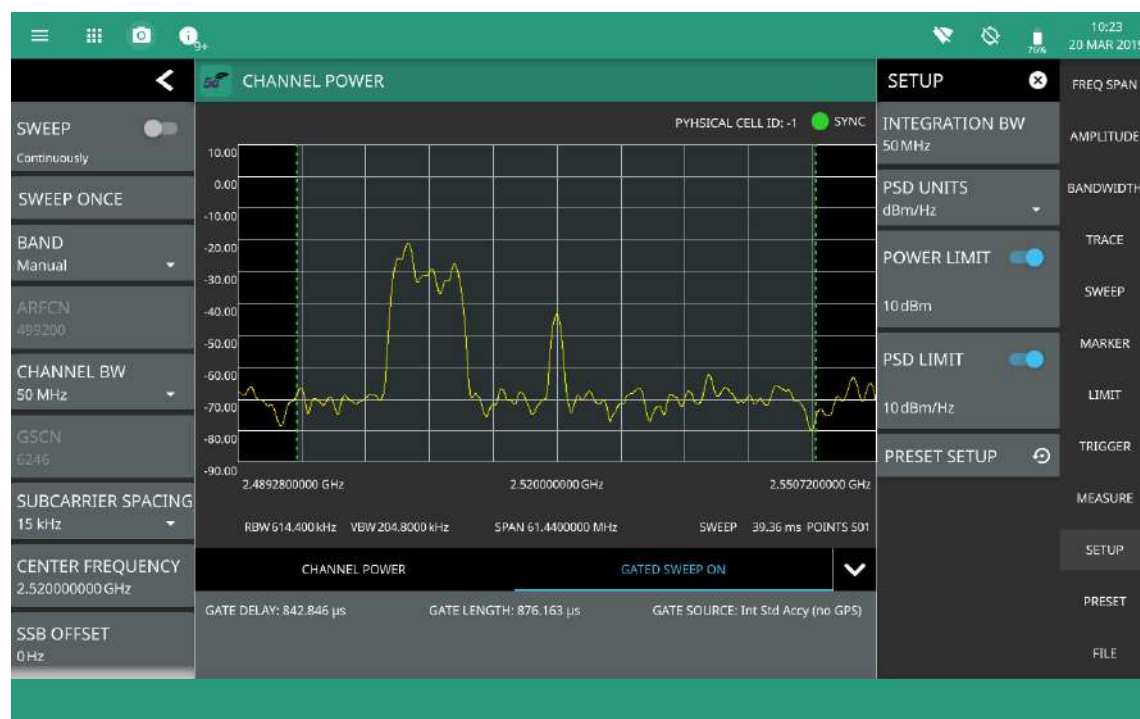 9+
76%
10:23
20 MAR 2019
SWEEP
Continuously
SWEEP ONCE
BAND
Manual
ARFCN
499200
CHANNEL BW
50 MHz
GSCN
6246
SUBCARRIER SPACING
15 kHz
CENTER FREQUENCY
2.520000000 GHz
SSB OFFSET
0 Hz
5G CHANNEL POWER
PYHSICAL CELL ID: -1 SYNC
10.00
0.00
-10.00
-20.00
-30.00
-40.00
-50.00
-60.00
-70.00
-80.00
-90.00
2.4892800000 GHz 2.520000000 GHz 2.5507200000 GHz
RBW 614.400 kHz VBW 204.8000 kHz SPAN 61.4400000 MHz SWEEP 39.36 ms POINTS 501
CHANNEL POWER GATED SWEEP ON
GATE DELAY: 842.846 µs GATE LENGTH: 876.163 µs GATE SOURCE: Int Std Accy (no GPS)
SETUP
INTEGRATION BW
50 MHz
PSD UNITS
dBm/Hz
POWER LIMIT
10 dBm
PSD LIMIT
10 dBm/Hz
PRESET SETUP
FREQ SPAN
AMPLITUDE
BANDWIDTH
TRACE
SWEEP
MARKER
LIMIT
TRIGGER
MEASURE
SETUP
PRESET
FILE